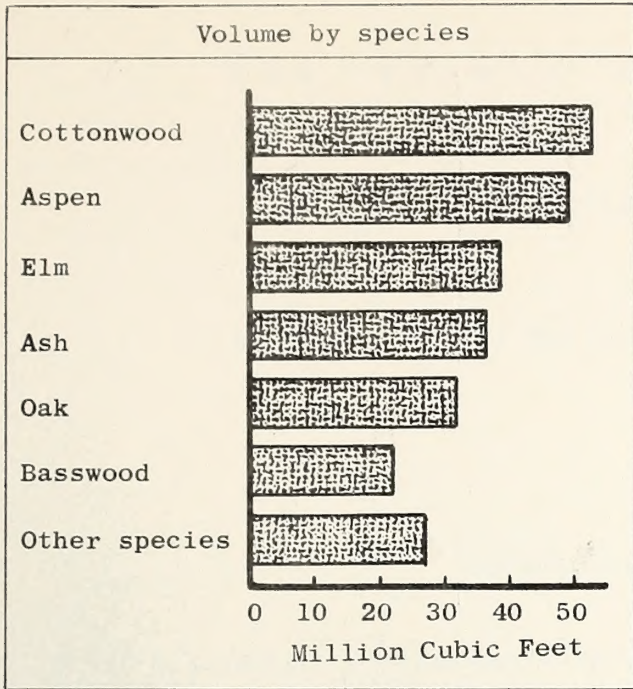 Volume by species
Cottonwood
Aspen
Elm
Ash
Oak
Basswood
Other species
0 10 20 30 40 50
Million Cubic Feet